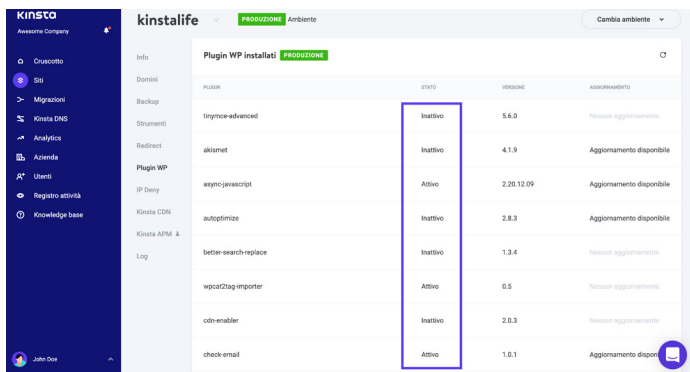 KINSTA
Awesome Company
kinstalife
PRODUZIONE Ambiente
Cambia ambiente
Cruscotto
Siti
Migrazioni
Kinsta DNS
Analytics
Azienda
Utenti
Registro attività
Knowledge base
John Doe
Info
Domini
Backup
Strumenti
Redirect
Plugin WP
IP Deny
Kinsta CDN
Kinsta APM
Log
Plugin WP installati PRODUZIONE
PLUGIN STATO VERSIONE AGGIORNAMENTO
tinymce-advanced Inattivo 5.6.0 Nessun aggiornamento
akismet Inattivo 4.1.9 Aggiornamento disponibile
async-javascript Attivo 2.20.12.09 Aggiornamento disponibile
autoptimize Inattivo 2.8.3 Aggiornamento disponibile
better-search-replace Inattivo 1.3.4 Nessun aggiornamento
wpcat2tag-importer Attivo 0.5 Nessun aggiornamento
cdn-enabler Inattivo 2.0.3 Nessun aggiornamento
check-email Attivo 1.0.1 Aggiornamento